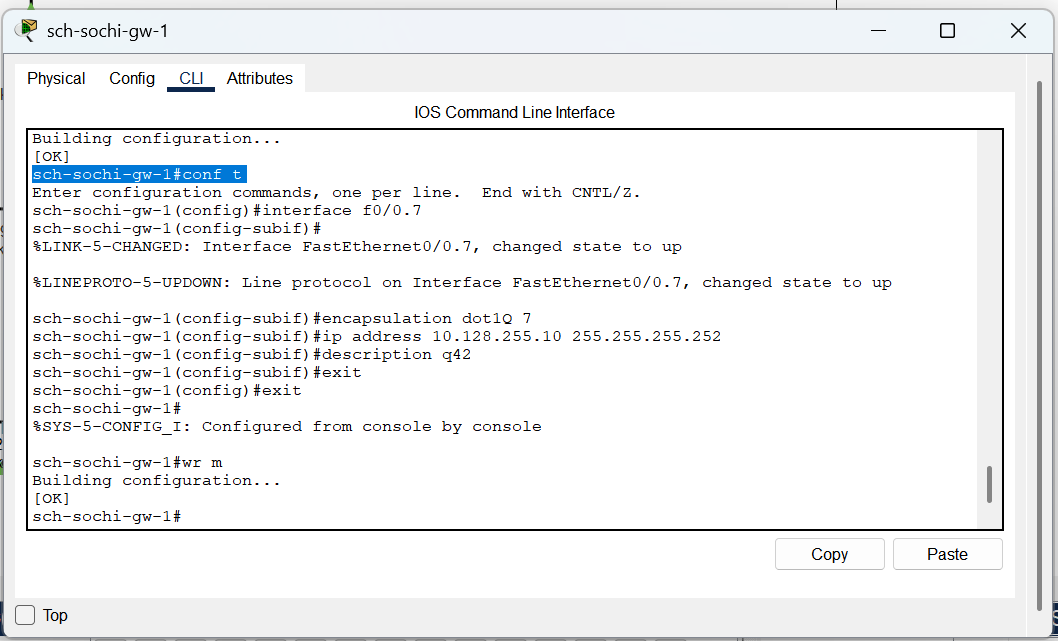 sch-sochi-gw-1
Physical Config CLI Attributes
IOS Command Line Interface
Building configuration...
[OK]
sch-sochi-gw-1#conf t
Enter configuration commands, one per line.  End with CNTL/Z.
sch-sochi-gw-1(config)#interface f0/0.7
sch-sochi-gw-1(config-subif)#
%LINK-5-CHANGED: Interface FastEthernet0/0.7, changed state to up
%LINEPROTO-5-UPDOWN: Line protocol on Interface FastEthernet0/0.7, changed state to up
sch-sochi-gw-1(config-subif)#encapsulation dot1Q 7
sch-sochi-gw-1(config-subif)#ip address 10.128.255.10 255.255.255.252
sch-sochi-gw-1(config-subif)#description q42
sch-sochi-gw-1(config-subif)#exit
sch-sochi-gw-1(config)#exit
sch-sochi-gw-1#
%SYS-5-CONFIG_I: Configured from console by console
sch-sochi-gw-1#wr m
Building configuration...
[OK]
sch-sochi-gw-1#
Copy Paste
Top